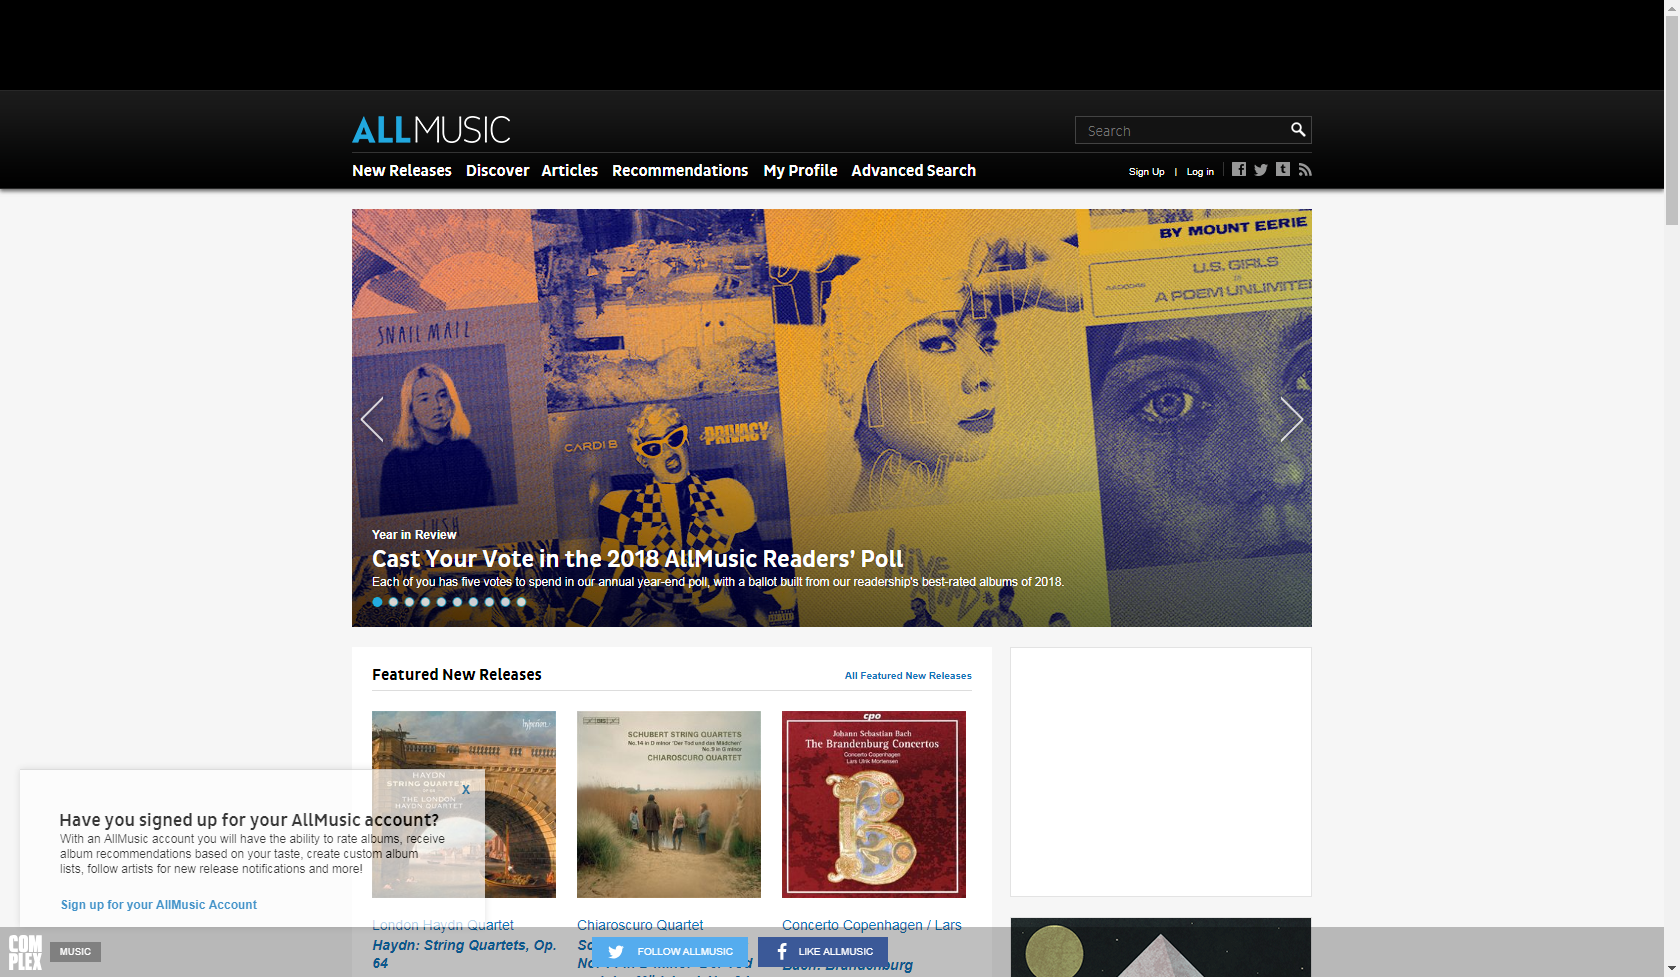 ALLMUSIC
Search
New Releases Discover Articles Recommendations My Profile Advanced Search
Sign Up | Log in
BY MOUNT EERIE
U.S. GIRLS
A POEM UNLIMITE
SNAIL MAIL
CARDI B
PRIVACY
LUSH
Year in Review
Cast Your Vote in the 2018 AllMusic Readers’ Poll
Each of you has five votes to spend in our annual year-end poll, with a ballot built from our readership's best-rated albums of 2018.
Featured New Releases
All Featured New Releases
hyperion
HAYDN
STRING QUARTETS
THE LONDON
HAYDN QUARTET
SCHUBERT STRING QUARTETS
No.14 in D minor 'Der Tod und das Mädchen'
No.9 in G minor
CHIAROSCURO QUARTET
cpo
Johann Sebastian Bach
The Brandenburg Concertos
Concerto Copenhagen
Lars Ulrik Mortensen
X
Have you signed up for your AllMusic account?
With an AllMusic account you will have the ability to rate albums, receive
album recommendations based on your taste, create custom album
lists, follow artists for new release notifications and more!
Sign up for your AllMusic Account
London Haydn Quartet
Haydn: String Quartets, Op.
64
Chiaroscuro Quartet
Concerto Copenhagen / Lars
Bach: Brandenburg
COM
PLEX
MUSIC
FOLLOW ALLMUSIC
LIKE ALLMUSIC